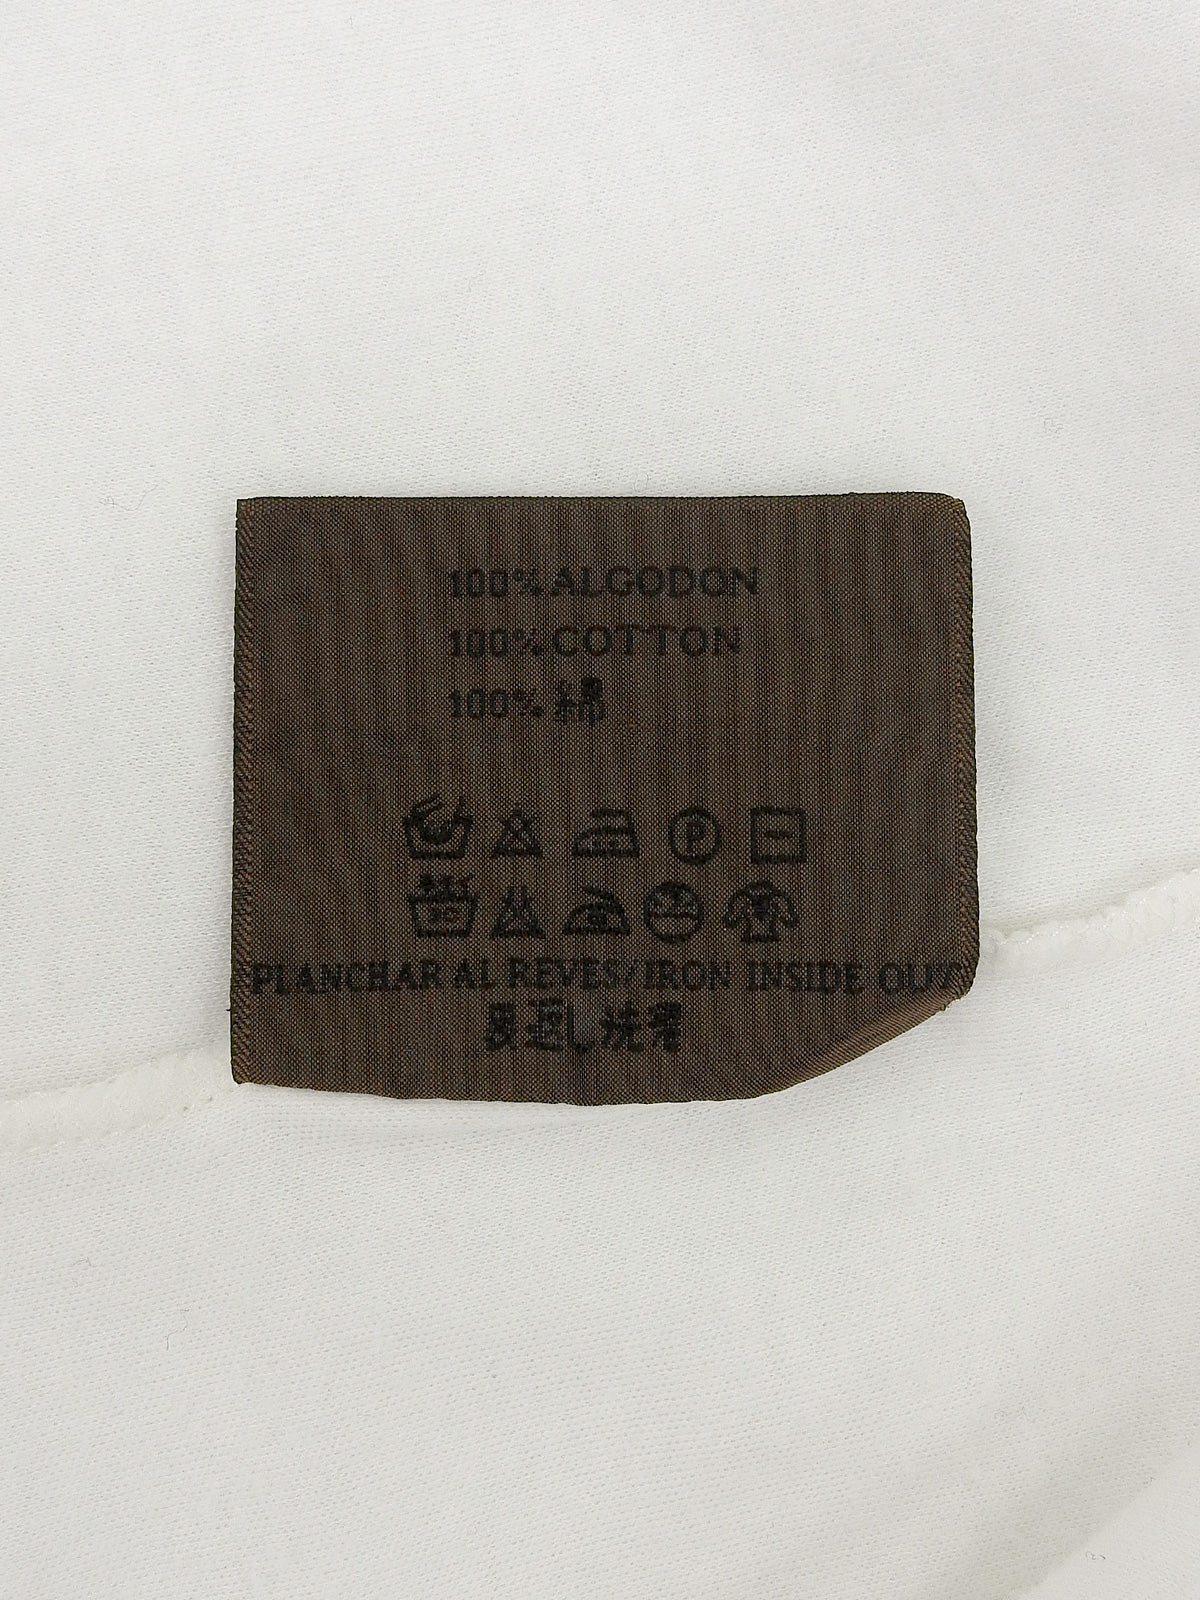 100% ALGODON
100% COTTON
100% 綿
P
PLANCHAR AL REVES/IRON INSIDE OUT
裏返し洗濯